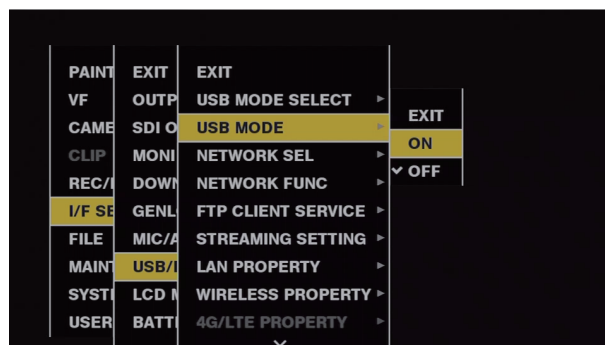 PAINT
VF
CAME
CLIP
REC/
I/F SE
FILE
MAINT
SYST
USER
EXIT
OUTP
SDI O
MONI
DOWN
GENL
MIC/A
USB/
LCD
BATT
EXIT
USB MODE SELECT
USB MODE
NETWORK SEL
NETWORK FUNC
FTP CLIENT SERVICE
STREAMING SETTING
LAN PROPERTY
WIRELESS PROPERTY
4G/LTE PROPERTY
EXIT
ON
OFF